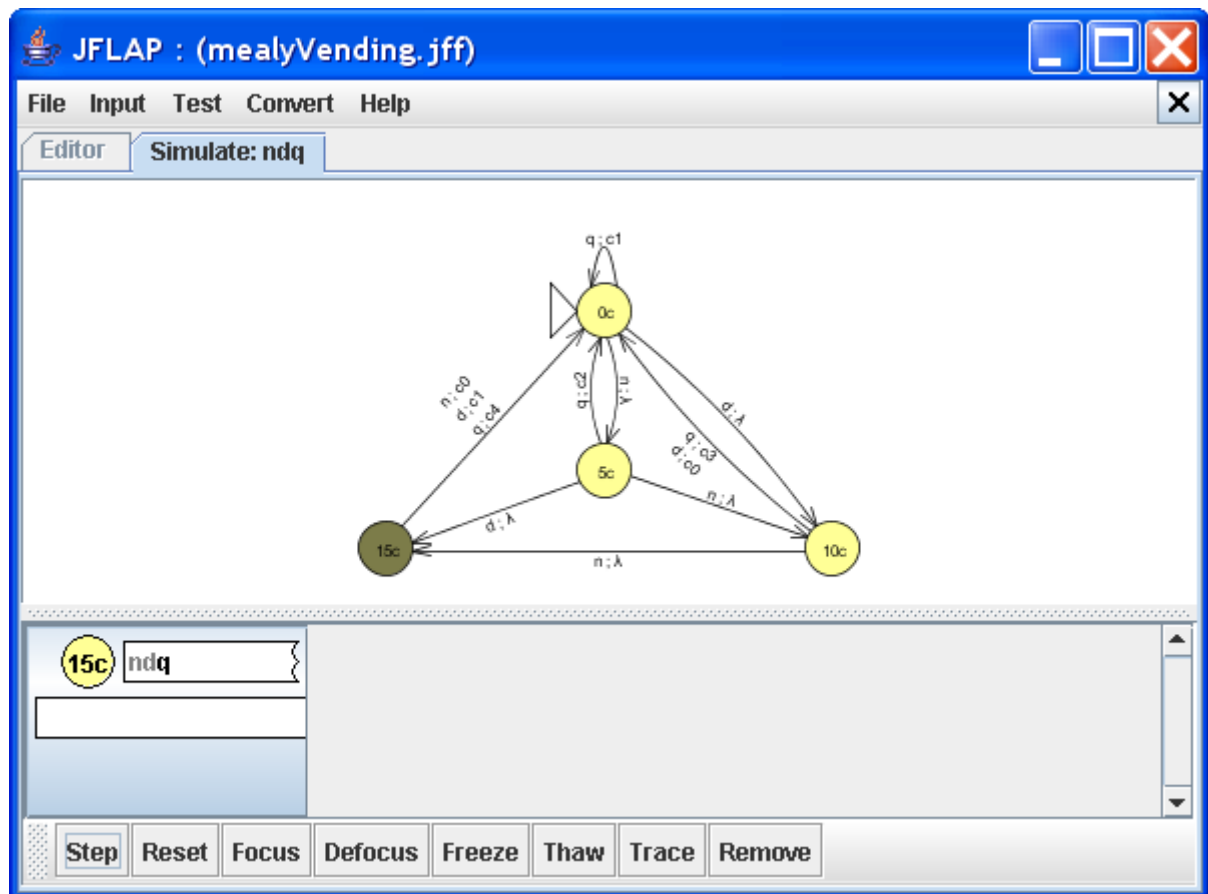 JFLAP : (mealyVending.jff)
File Input Test Convert Help
Editor Simulate: ndq
q ; c1
0c
n ; c0
d ; c1
q ; c4
q ; c2
n ; λ
d ; λ
q ; c3
d ; c0
5c
n ; λ
d ; λ
15c
10c
n ; λ
15c ndq
Step Reset Focus Defocus Freeze Thaw Trace Remove